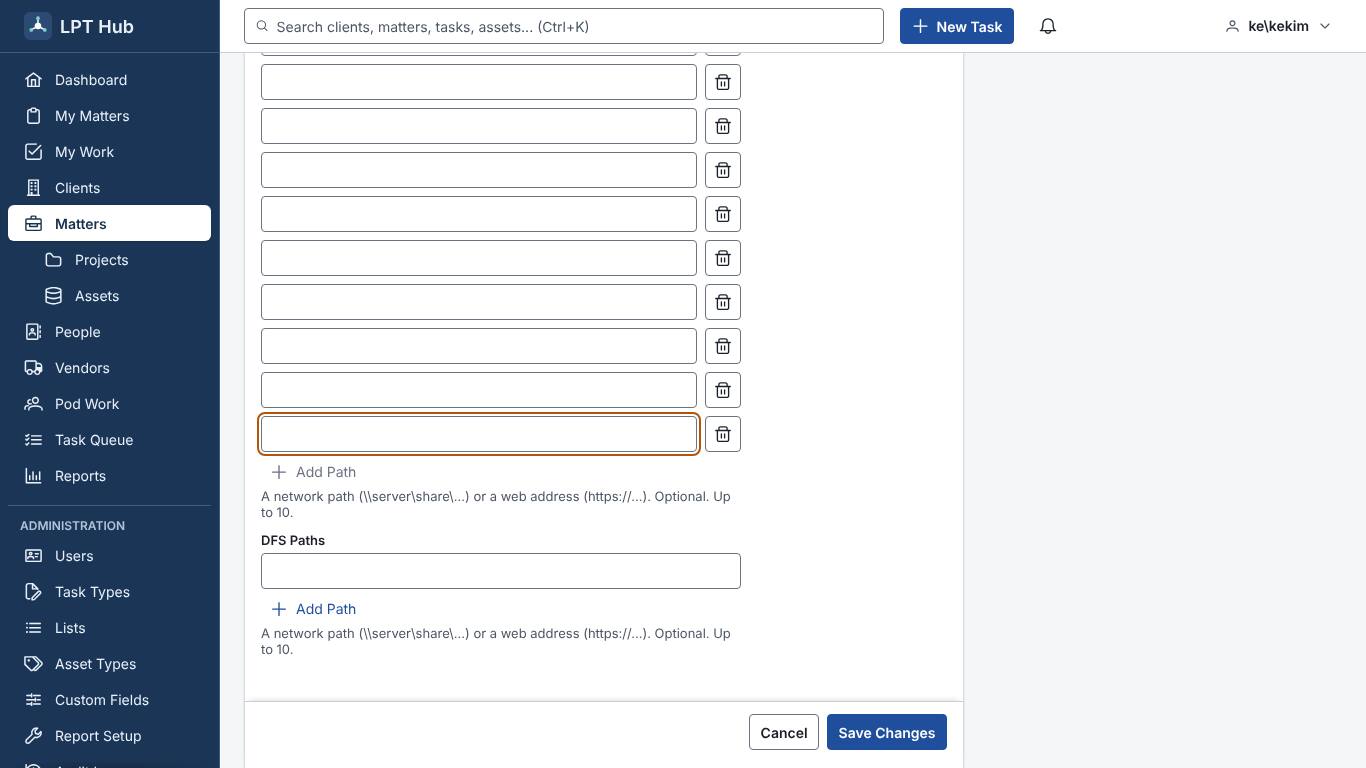 LPT Hub
Search clients, matters, tasks, assets... (Ctrl+K)
New Task
ke\kekim
Dashboard
My Matters
My Work
Clients
Matters
Projects
Assets
People
Vendors
Pod Work
Task Queue
Reports
ADMINISTRATION
Users
Task Types
Lists
Asset Types
Custom Fields
Report Setup
Add Path
A network path (\\server\share\...) or a web address (https://...). Optional. Up
to 10.
DFS Paths
Add Path
A network path (\\server\share\...) or a web address (https://...). Optional. Up
to 10.
Cancel
Save Changes